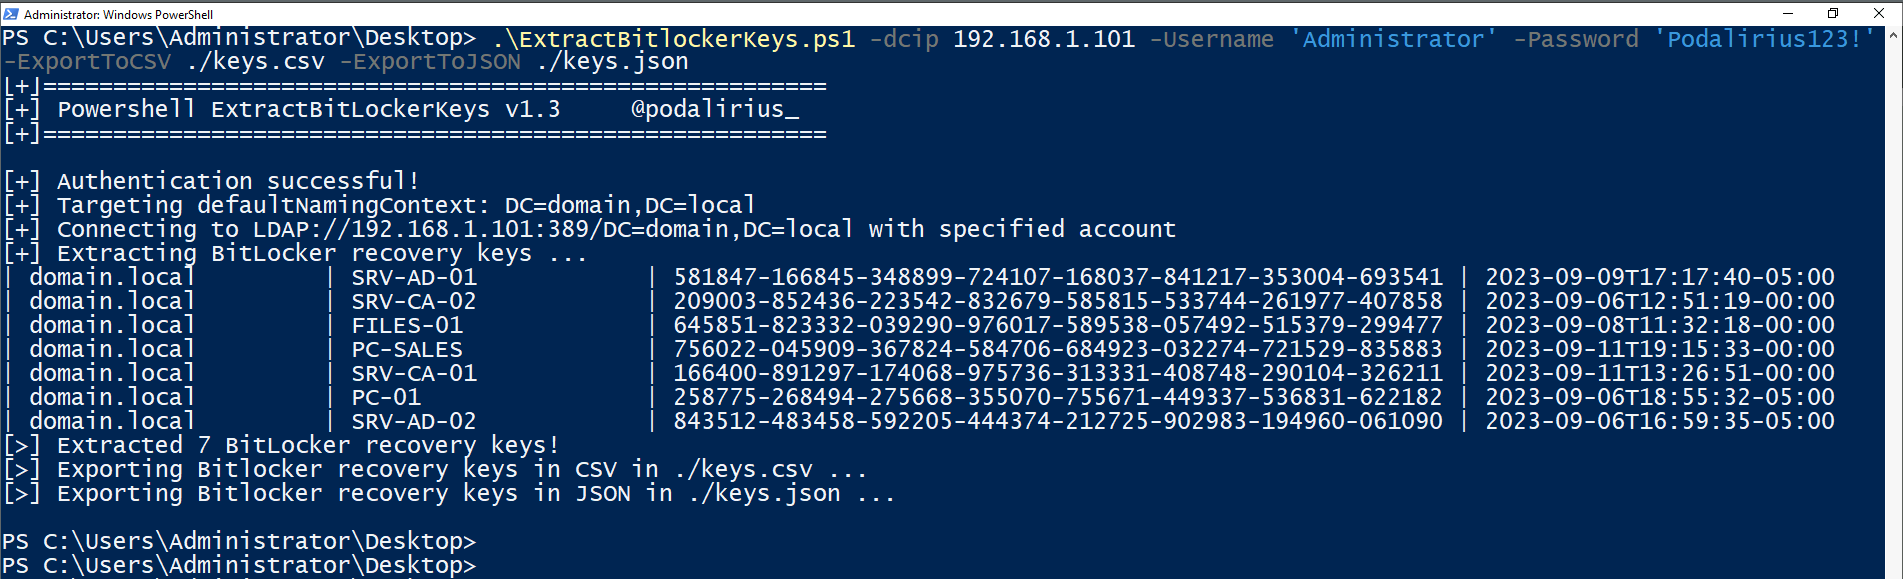 Administrator: Windows PowerShell
PS C:\Users\Administrator\Desktop> .\ExtractBitlockerKeys.ps1 -dcip 192.168.1.101 -Username 'Administrator' -Password 'Podalirius123!'
-ExportToCSV ./keys.csv -ExportToJSON ./keys.json
[+]========================================================
[+] Powershell ExtractBitLockerKeys v1.3     @podalirius_
[+]========================================================
[+] Authentication successful!
[+] Targeting defaultNamingContext: DC=domain,DC=local
[+] Connecting to LDAP://192.168.1.101:389/DC=domain,DC=local with specified account
[+] Extracting BitLocker recovery keys ...
| domain.local         | SRV-AD-01            | 581847-166845-348899-724107-168037-841217-353004-693541 | 2023-09-09T17:17:40-05:00
| domain.local         | SRV-CA-02            | 209003-852436-223542-832679-585815-533744-261977-407858 | 2023-09-06T12:51:19-00:00
| domain.local         | FILES-01             | 645851-823332-039290-976017-589538-057492-515379-299477 | 2023-09-08T11:32:18-00:00
| domain.local         | PC-SALES             | 756022-045909-367824-584706-684923-032274-721529-835883 | 2023-09-11T19:15:33-00:00
| domain.local         | SRV-CA-01            | 166400-891297-174068-975736-313331-408748-290104-326211 | 2023-09-11T13:26:51-00:00
| domain.local         | PC-01                | 258775-268494-275668-355070-755671-449337-536831-622182 | 2023-09-06T18:55:32-05:00
| domain.local         | SRV-AD-02            | 843512-483458-592205-444374-212725-902983-194960-061090 | 2023-09-06T16:59:35-05:00
[>] Extracted 7 BitLocker recovery keys!
[>] Exporting Bitlocker recovery keys in CSV in ./keys.csv ...
[>] Exporting Bitlocker recovery keys in JSON in ./keys.json ...
PS C:\Users\Administrator\Desktop>
PS C:\Users\Administrator\Desktop>